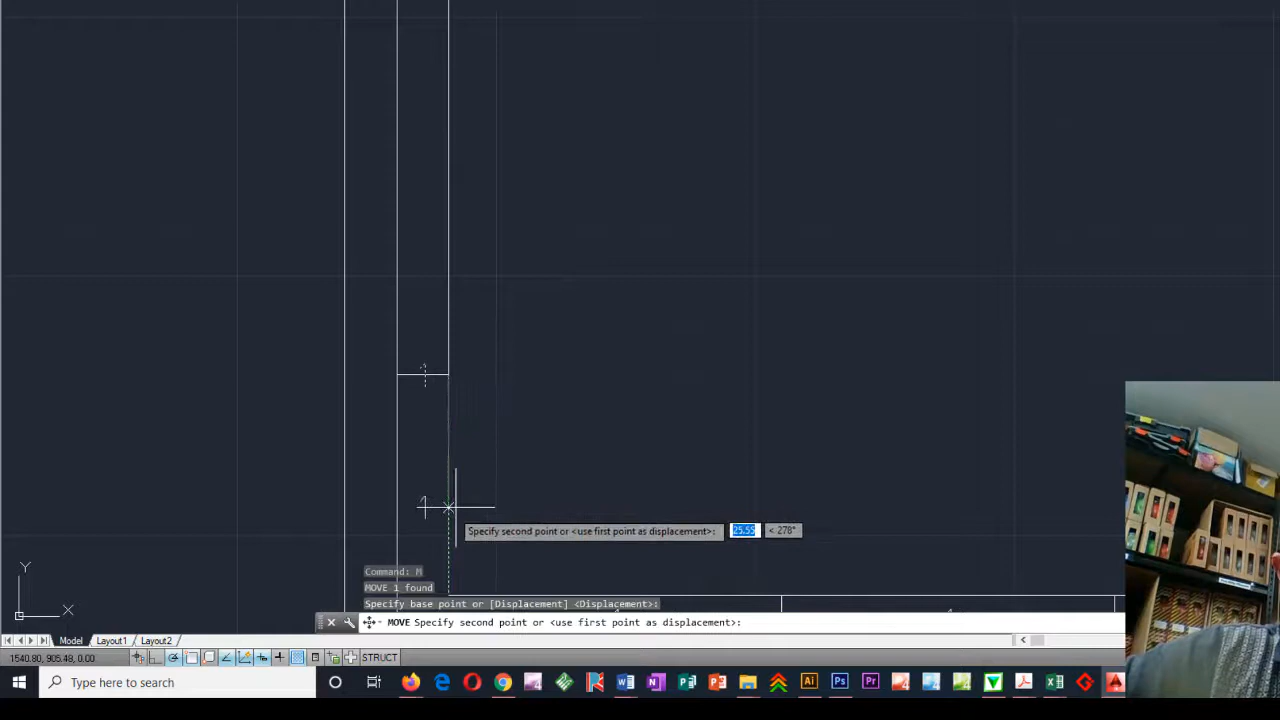 Specify second point or <use first point as displacement>: 25.55 < 278°
Command: M
MOVE 1 found
Specify base point or [Displacement] <Displacement>:
MOVE Specify second point or <use first point as displacement>:
Y
X
Model Layout1 Layout2
1540.80, 905.48, 0.00 STRUCT
Type here to search